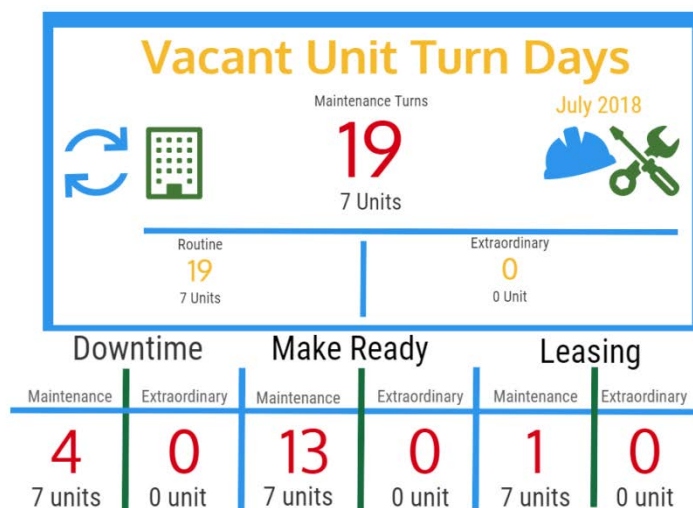 Vacant Unit Turn Days
Maintenance Turns
July 2018
19
7 Units
Routine
Extraordinary
19
0
7 Units
0 Unit
Downtime Make Ready Leasing
Maintenance Extraordinary Maintenance Extraordinary Maintenance Extraordinary
4 0 13 0 1 0
7 units 0 unit 7 units 0 unit 7 units 0 unit